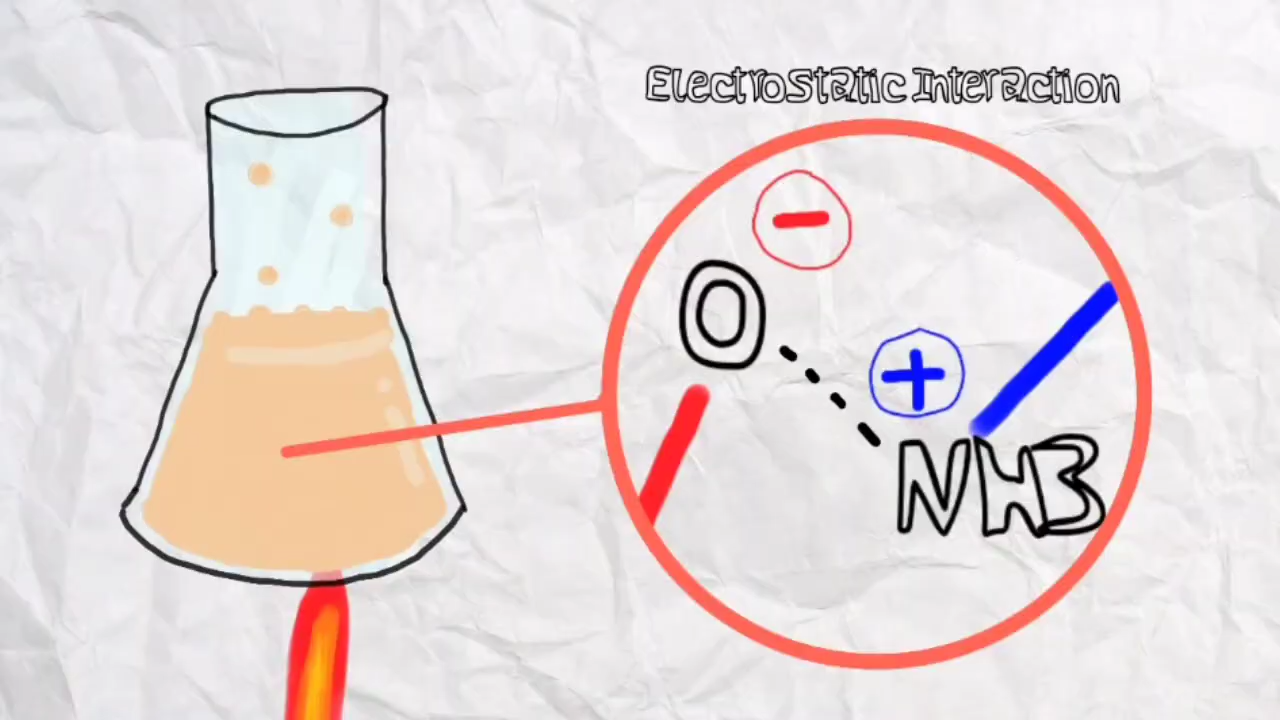 Electrostatic Interaction
−
O
+
NH3